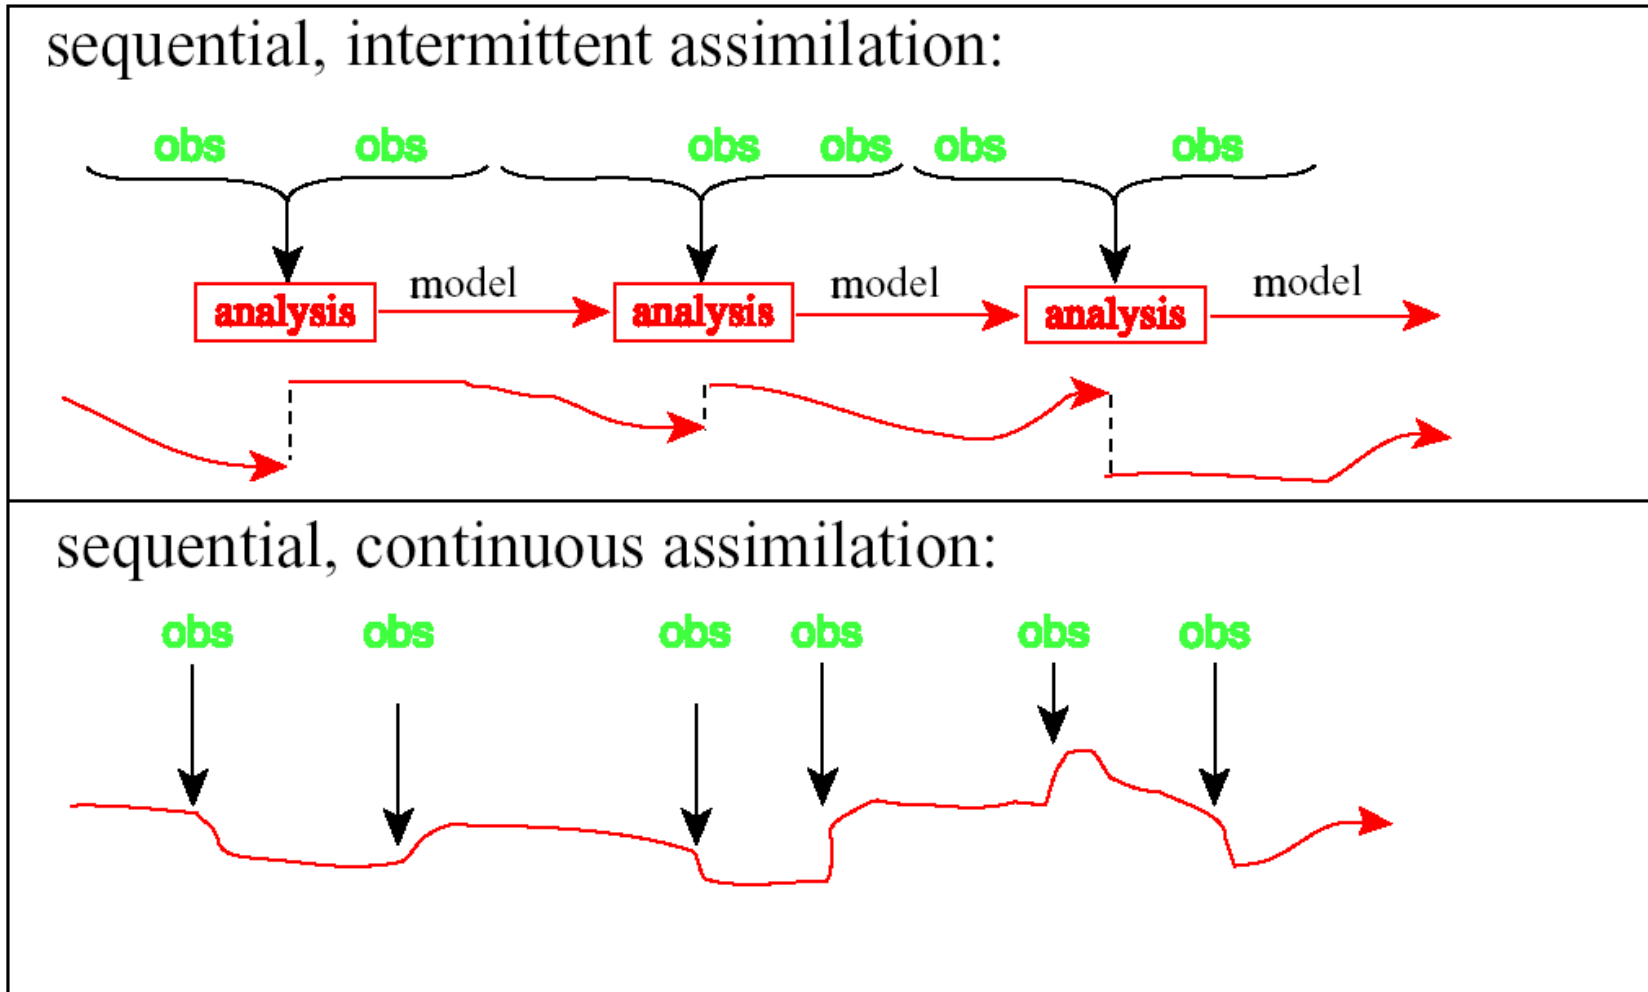 sequential, intermittent assimilation:
obs obs obs obs obs obs
model model model
analysis analysis analysis
sequential, continuous assimilation:
obs obs obs obs obs obs